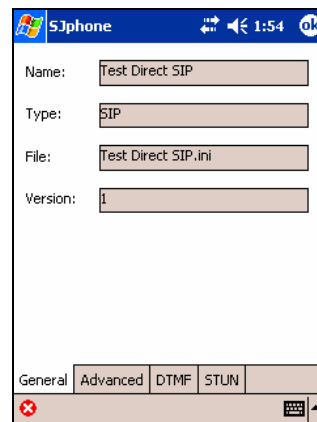 SJphone 1:54 ok
Name: Test Direct SIP
Type: SIP
File: Test Direct SIP.ini
Version: 1
General Advanced DTMF STUN